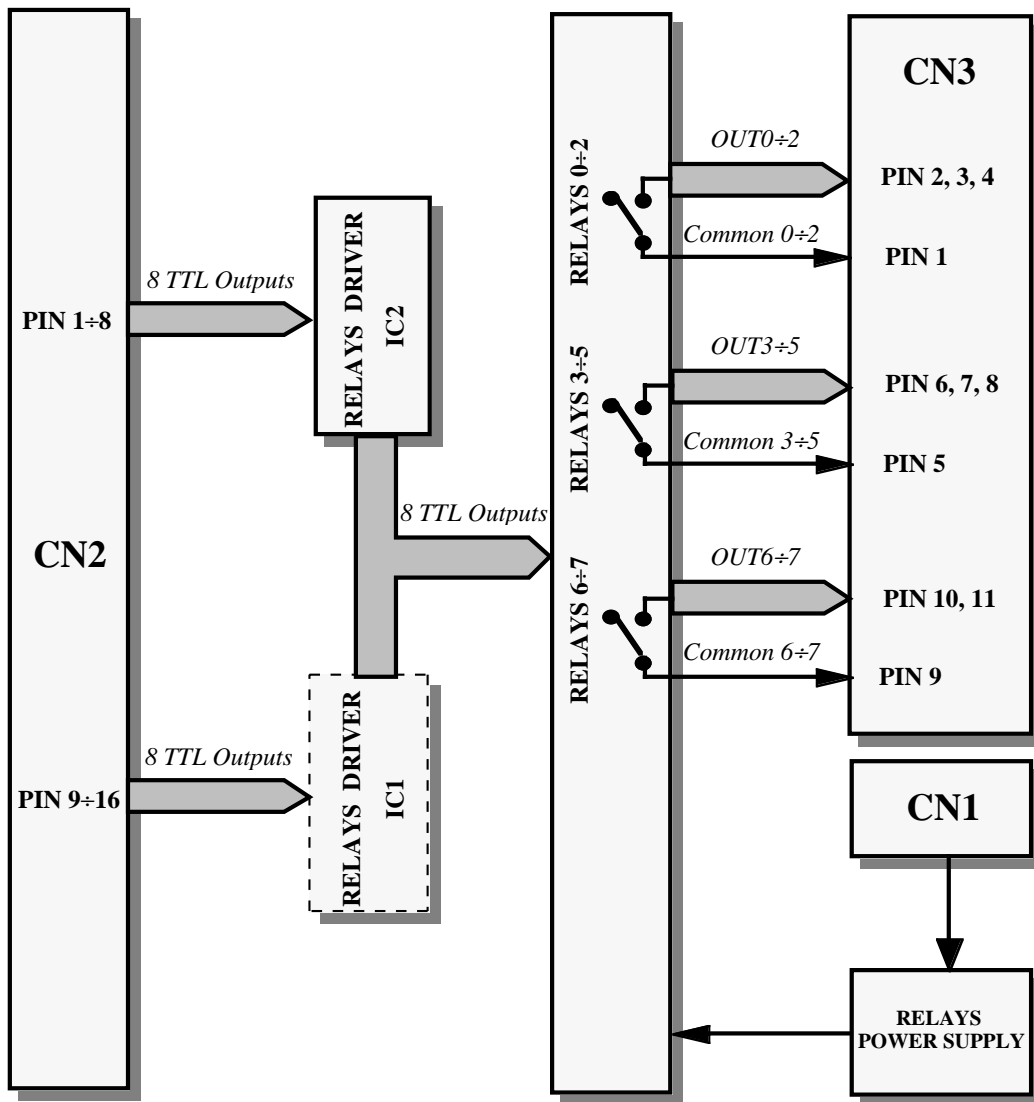 CN3
OUT0÷2
RELAYS 0÷2
PIN 2, 3, 4
Common 0÷2
PIN 1
8 TTL Outputs
PIN 1÷8
RELAYS DRIVER
IC2
OUT3÷5
RELAYS 3÷5
PIN 6, 7, 8
Common 3÷5
PIN 5
8 TTL Outputs
CN2
OUT6÷7
RELAYS 6÷7
PIN 10, 11
Common 6÷7
PIN 9
8 TTL Outputs
PIN 9÷16
RELAYS DRIVER
IC1
CN1
RELAYS
POWER SUPPLY